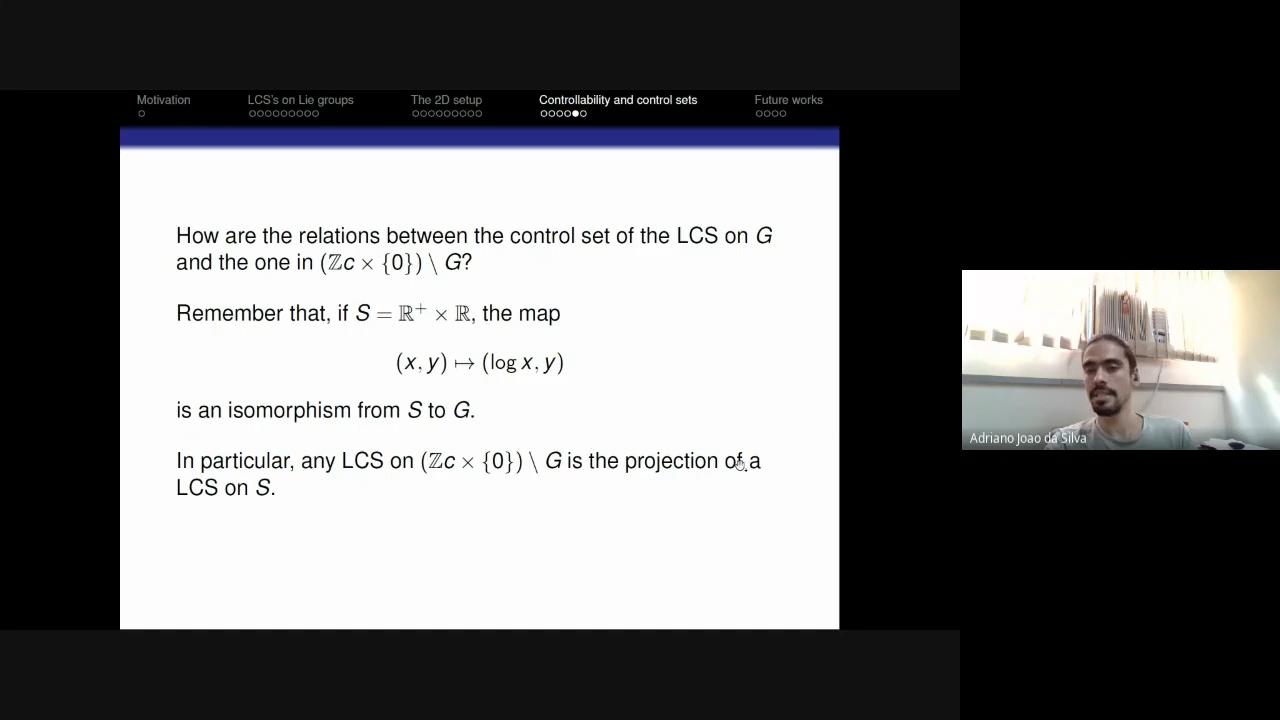 Motivation LCS's on Lie groups The 2D setup Controllability and control sets Future works
How are the relations between the control set of the LCS on G
and the one in (ℤc × {0}) \ G?
Remember that, if S = ℝ⁺ × ℝ, the map
(x, y) ↦ (log x, y)
is an isomorphism from S to G.
In particular, any LCS on (ℤc × {0}) \ G is the projection of a
LCS on S.
Adriano Joao da Silva